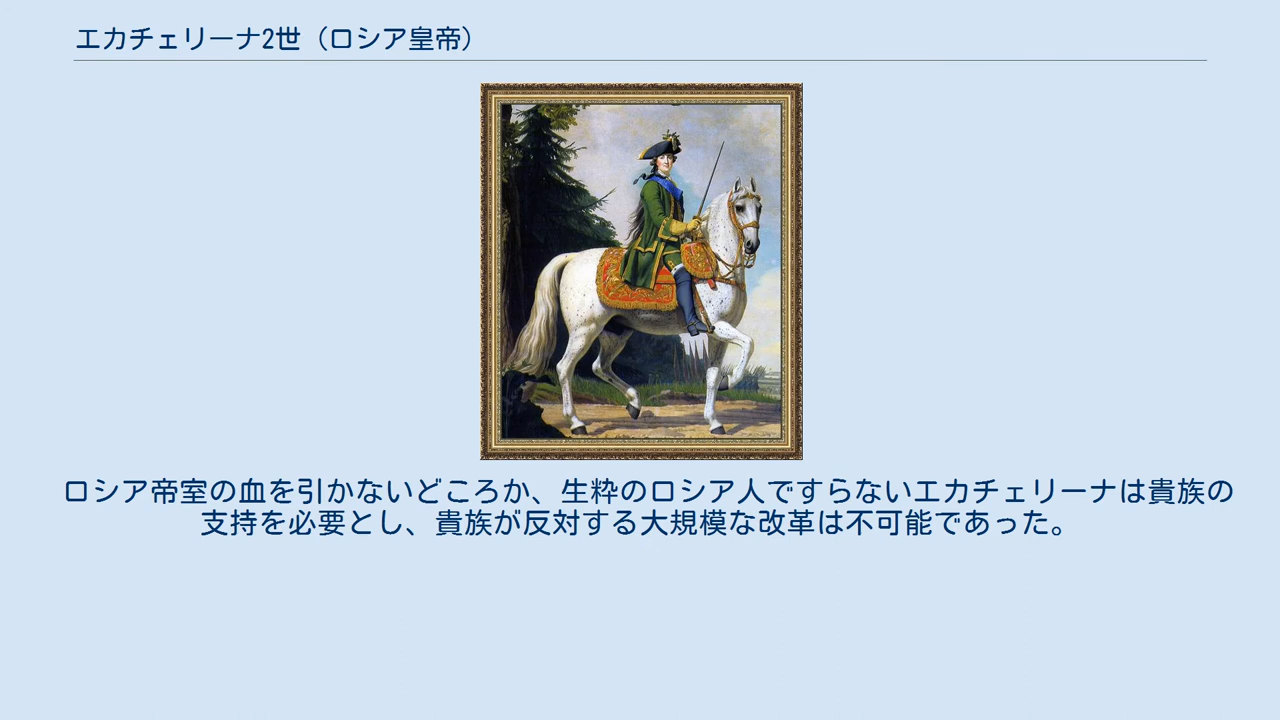 エカチェリーナ2世（ロシア皇帝）
ロシア帝室の血を引かないどころか、生粋のロシア人ですらないエカチェリーナは貴族の
支持を必要とし、貴族が反対する大規模な改革は不可能であった。